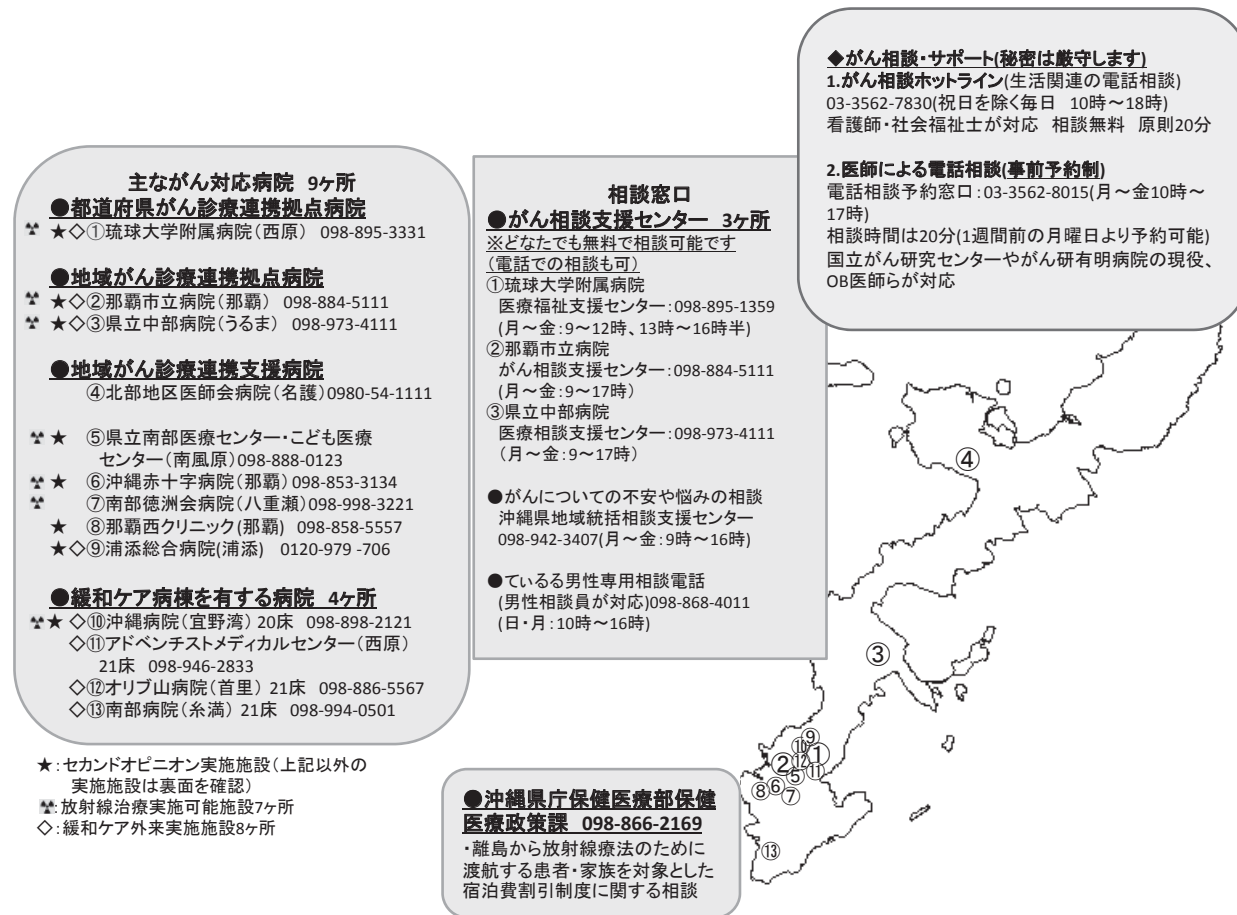 主ながん対応病院 9ヶ所
●都道府県がん診療連携拠点病院
☢ ★◇①琉球大学附属病院(西原) 098-895-3331
●地域がん診療連携拠点病院
☢ ★◇②那覇市立病院(那覇) 098-884-5111
☢ ★◇③県立中部病院(うるま) 098-973-4111
●地域がん診療連携支援病院
④北部地区医師会病院(名護)0980-54-1111
☢ ★ ⑤県立南部医療センター・こども医療
センター(南風原)098-888-0123
☢ ★ ⑥沖縄赤十字病院(那覇)098-853-3134
☢ ⑦南部徳洲会病院(八重瀬)098-998-3221
★ ⑧那覇西クリニック(那覇) 098-858-5557
★◇⑨浦添総合病院(浦添) 0120-979 -706
●緩和ケア病棟を有する病院 4ヶ所
☢★ ◇⑩沖縄病院(宜野湾) 20床 098-898-2121
◇⑪アドベンチストメディカルセンター(西原)
21床 098-946-2833
◇⑫オリブ山病院(首里) 21床 098-886-5567
◇⑬南部病院(糸満) 21床 098-994-0501
★:セカンドオピニオン実施施設(上記以外の
実施施設は裏面を確認)
☢:放射線治療実施可能施設7ヶ所
◇:緩和ケア外来実施施設8ヶ所
相談窓口
●がん相談支援センター 3ヶ所
※どなたでも無料で相談可能です
(電話での相談も可)
①琉球大学附属病院
医療福祉支援センター:098-895-1359
(月～金:9～12時、13時～16時半)
②那覇市立病院
がん相談支援センター:098-884-5111
(月～金:9～17時)
③県立中部病院
医療相談支援センター:098-973-4111
(月～金:9～17時)
●がんについての不安や悩みの相談
沖縄県地域統括相談支援センター
098-942-3407(月～金:9時～16時)
●てぃるる男性専用相談電話
(男性相談員が対応)098-868-4011
(日・月:10時～16時)
◆がん相談・サポート(秘密は厳守します)
1.がん相談ホットライン(生活関連の電話相談)
03-3562-7830(祝日を除く毎日 10時～18時)
看護師・社会福祉士が対応 相談無料 原則20分
2.医師による電話相談(事前予約制)
電話相談予約窓口:03-3562-8015(月～金10時～
17時)
相談時間は20分(1週間前の月曜日より予約可能)
国立がん研究センターやがん研有明病院の現役、
OB医師らが対応
④
③
⑨
⑩ ①
② ⑫
⑤ ⑪
⑧ ⑥ ⑦
⑬
●沖縄県庁保健医療部保健
医療政策課 098-866-2169
・離島から放射線療法のために
渡航する患者・家族を対象とした
宿泊費割引制度に関する相談